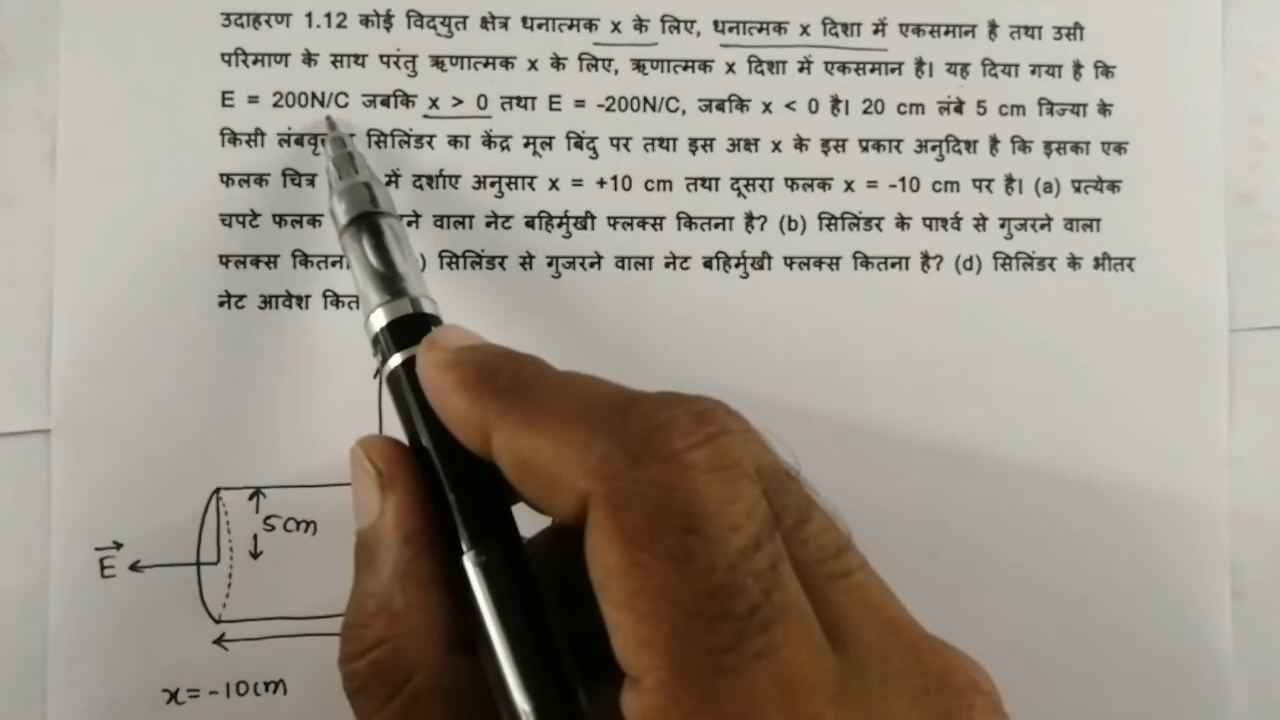 उदाहरण 1.12 कोई विद्युत क्षेत्र धनात्मक x के लिए, धनात्मक x दिशा में एकसमान है तथा उसी
परिमाण के साथ परंतु ऋणात्मक x के लिए, ऋणात्मक x दिशा में एकसमान है। यह दिया गया है कि
E = 200N/C जबकि x > 0 तथा E = -200N/C, जबकि x < 0 है। 20 cm लंबे 5 cm त्रिज्या के
किसी सिलिंडर का केंद्र मूल बिंदु पर तथा इस अक्ष x के इस प्रकार अनुदिश है कि इसका एक
फलक चित्र में दर्शाए अनुसार x = +10 cm तथा दूसरा फलक x = -10 cm पर है। (a) प्रत्येक
चपटे फलक वाला नेट बहिर्मुखी फ्लक्स कितना है? (b) सिलिंडर के पार्श्व से गुजरने वाला
फ्लक्स ) सिलिंडर से गुजरने वाला नेट बहिर्मुखी फ्लक्स कितना है? (d) सिलिंडर के भीतर
नेट आवेश
5cm
E
x = -10cm